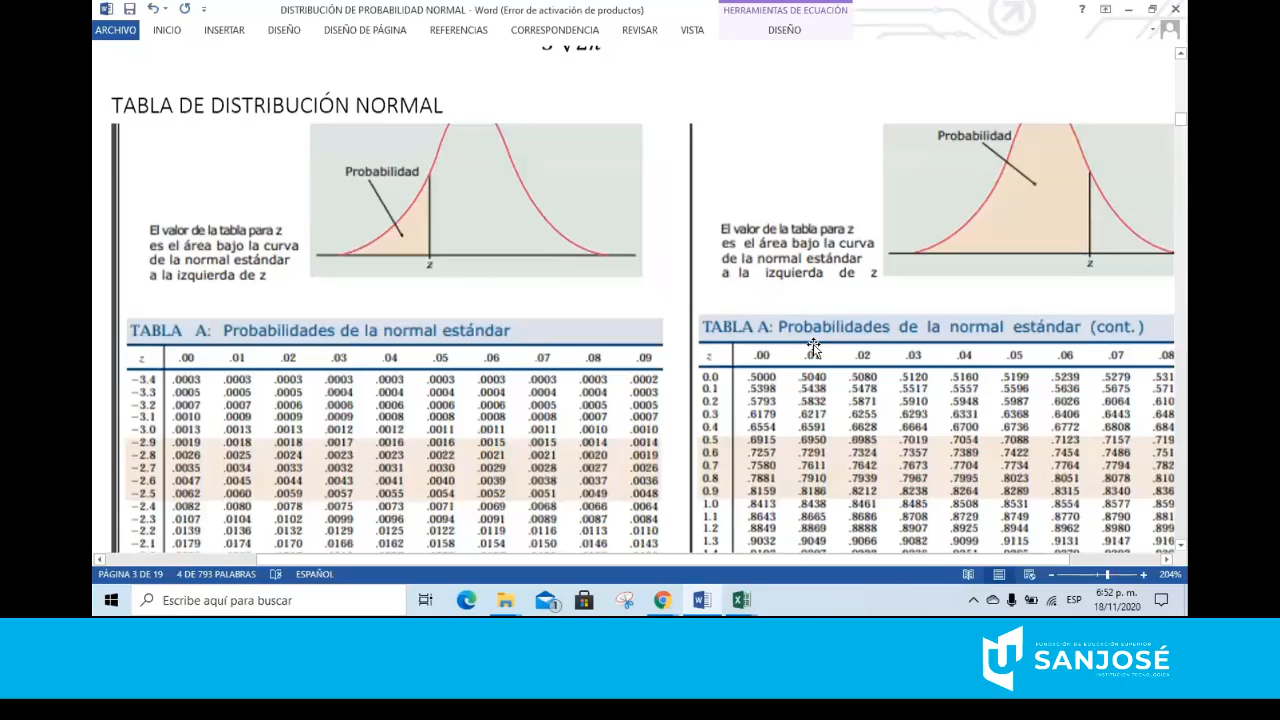 DISTRIBUCIÓN DE PROBABILIDAD NORMAL - Word (Error de activación de productos)
HERRAMIENTAS DE ECUACIÓN
ARCHIVO INICIO INSERTAR DISEÑO DISEÑO DE PÁGINA REFERENCIAS CORRESPONDENCIA REVISAR VISTA DISEÑO
TABLA DE DISTRIBUCIÓN NORMAL
Probabilidad
El valor de la tabla para z
es el área bajo la curva
de la normal estándar
a la izquierda de z
z
TABLA A: Probabilidades de la normal estándar
z .00 .01 .02 .03 .04 .05 .06 .07 .08 .09
−3.4 .0003 .0003 .0003 .0003 .0003 .0003 .0003 .0003 .0003 .0002
−3.3 .0005 .0005 .0005 .0004 .0004 .0004 .0004 .0004 .0004 .0003
−3.2 .0007 .0007 .0006 .0006 .0006 .0006 .0006 .0005 .0005 .0005
−3.1 .0010 .0009 .0009 .0009 .0008 .0008 .0008 .0008 .0007 .0007
−3.0 .0013 .0013 .0013 .0012 .0012 .0011 .0011 .0011 .0010 .0010
−2.9 .0019 .0018 .0018 .0017 .0016 .0016 .0015 .0015 .0014 .0014
−2.8 .0026 .0025 .0024 .0023 .0023 .0022 .0021 .0021 .0020 .0019
−2.7 .0035 .0034 .0033 .0032 .0031 .0030 .0029 .0028 .0027 .0026
−2.6 .0047 .0045 .0044 .0043 .0041 .0040 .0039 .0038 .0037 .0036
−2.5 .0062 .0060 .0059 .0057 .0055 .0054 .0052 .0051 .0049 .0048
−2.4 .0082 .0080 .0078 .0075 .0073 .0071 .0069 .0068 .0066 .0064
−2.3 .0107 .0104 .0102 .0099 .0096 .0094 .0091 .0089 .0087 .0084
−2.2 .0139 .0136 .0132 .0129 .0125 .0122 .0119 .0116 .0113 .0110
−2.1 .0179 .0174 .0170 .0166 .0162 .0158 .0154 .0150 .0146 .0143
Probabilidad
El valor de la tabla para z
es el área bajo la curva
de la normal estándar
a la izquierda de z
z
TABLA A: Probabilidades de la normal estándar (cont.)
z .00 .02 .03 .04 .05 .06 .07 .08
0.0 .5000 .5040 .5080 .5120 .5160 .5199 .5239 .5279 .531
0.1 .5398 .5438 .5478 .5517 .5557 .5596 .5636 .5675 .571
0.2 .5793 .5832 .5871 .5910 .5948 .5987 .6026 .6064 .610
0.3 .6179 .6217 .6255 .6293 .6331 .6368 .6406 .6443 .648
0.4 .6554 .6591 .6628 .6664 .6700 .6736 .6772 .6808 .684
0.5 .6915 .6950 .6985 .7019 .7054 .7088 .7123 .7157 .719
0.6 .7257 .7291 .7324 .7357 .7389 .7422 .7454 .7486 .751
0.7 .7580 .7611 .7642 .7673 .7704 .7734 .7764 .7794 .782
0.8 .7881 .7910 .7939 .7967 .7995 .8023 .8051 .8078 .810
0.9 .8159 .8186 .8212 .8238 .8264 .8289 .8315 .8340 .836
1.0 .8413 .8438 .8461 .8485 .8508 .8531 .8554 .8577 .859
1.1 .8643 .8665 .8686 .8708 .8729 .8749 .8770 .8790 .881
1.2 .8849 .8869 .8888 .8907 .8925 .8944 .8962 .8980 .899
1.3 .9032 .9049 .9066 .9082 .9099 .9115 .9131 .9147 .916
PÁGINA 3 DE 19 4 DE 793 PALABRAS ESPAÑOL 204%
Escribe aquí para buscar
ESP
6:52 p. m.
18/11/2020
FUNDACIÓN DE EDUCACIÓN SUPERIOR
SANJOSÉ
INSTITUCIÓN TECNOLÓGICA